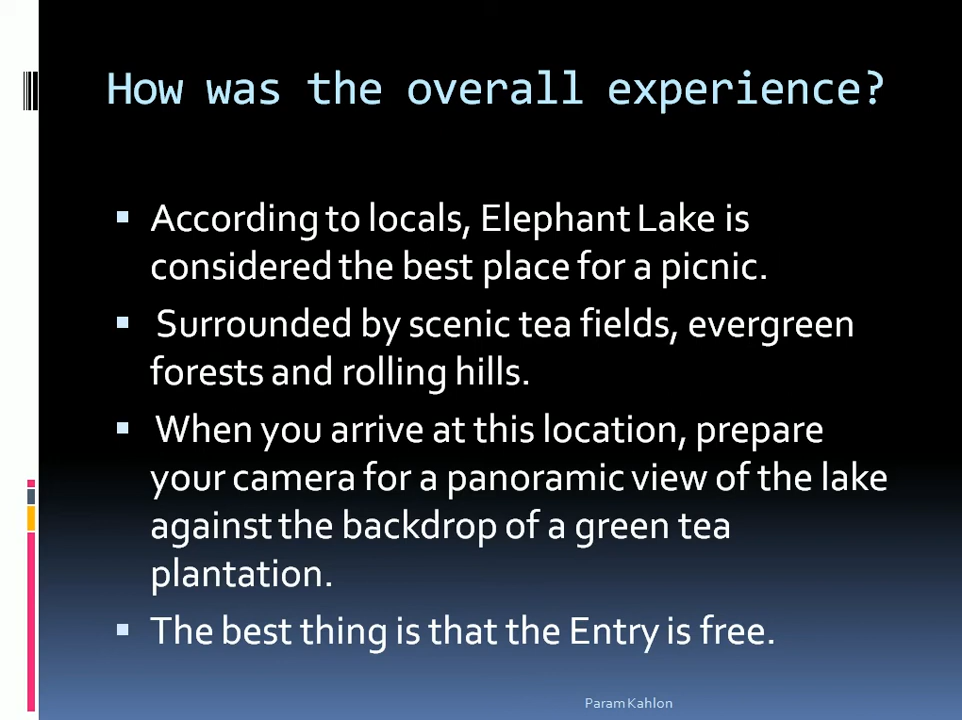 How was the overall experience?
▪ According to locals, Elephant Lake is
considered the best place for a picnic.
▪ Surrounded by scenic tea fields, evergreen
forests and rolling hills.
▪ When you arrive at this location, prepare
your camera for a panoramic view of the lake
against the backdrop of a green tea
plantation.
▪ The best thing is that the Entry is free.
Param Kahlon